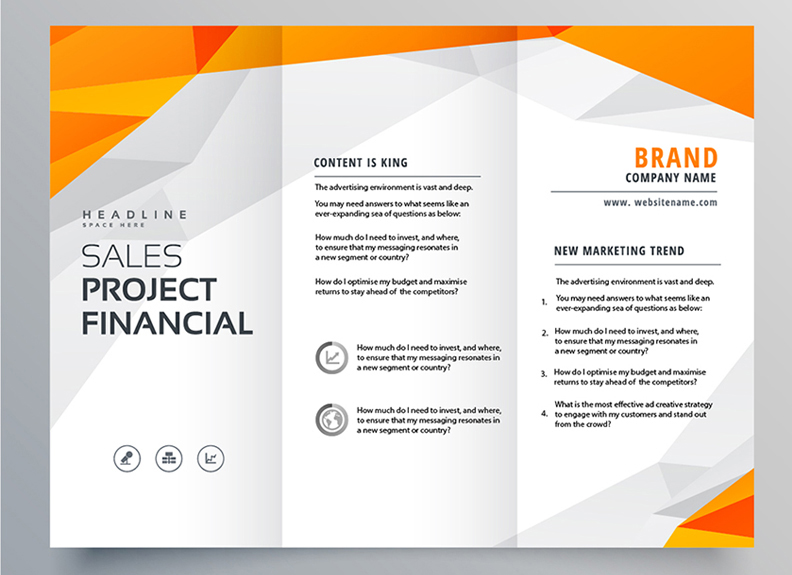 HEADLINE
SPACE HERE
SALES
PROJECT
FINANCIAL
CONTENT IS KING
The advertising environment is vast and deep.
You may need answers to what seems like an
ever-expanding sea of questions as below:
How much do I need to invest, and where,
to ensure that my messaging resonates in
a new segment or country?
How do I optimise my budget and maximise
returns to stay ahead of the competitors?
How much do I need to invest, and where,
to ensure that my messaging resonates in
a new segment or country?
How much do I need to invest, and where,
to ensure that my messaging resonates in
a new segment or country?
BRAND
COMPANY NAME
www. websitename.com
NEW MARKETING TREND
The advertising environment is vast and deep.
1. You may need answers to what seems like an
ever-expanding sea of questions as below:
2. How much do I need to invest, and where,
to ensure that my messaging resonates in
a new segment or country?
3. How do I optimise my budget and maximise
returns to stay ahead of the competitors?
4. What is the most effective ad creative strategy
to engage with my customers and stand out
from the crowd?